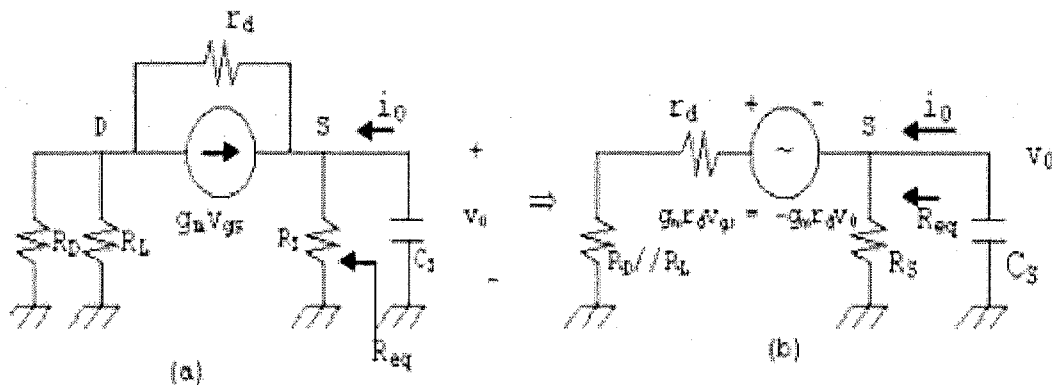 r_d
D
S
i_0
+
g_m v_gs
R_D
R_L
R_S
C_S
v_0
-
R_eq
(a)
⇒
r_d
+ -
~
S
i_0
v_0
g_m r_d v_gs = -g_m r_d v_0
R_eq
R_D//R_L
R_S
C_S
(b)